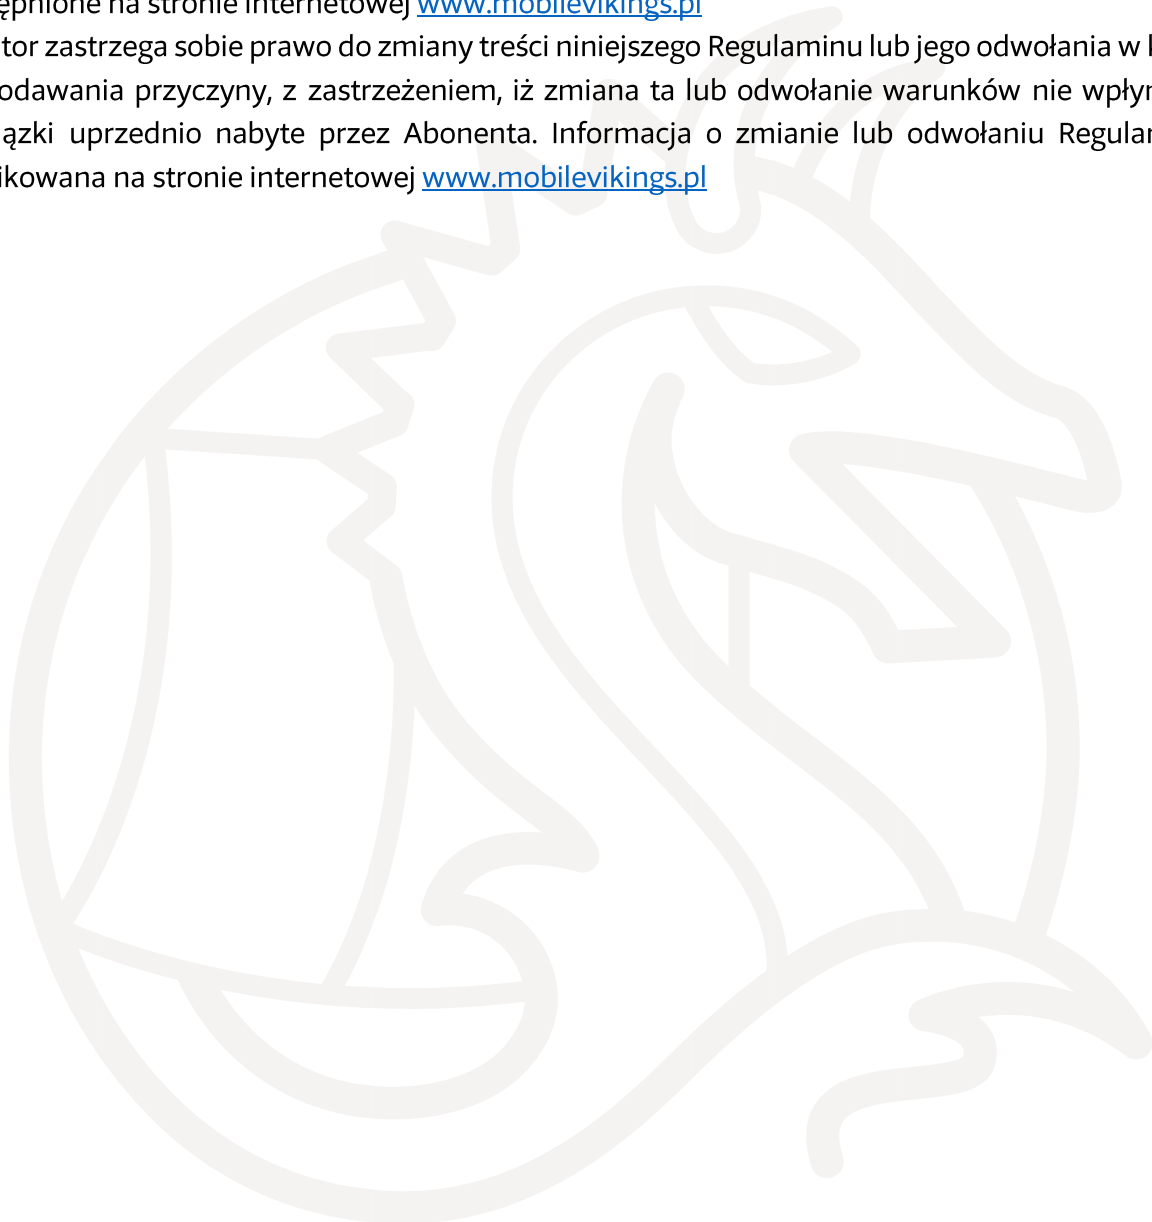 ępnione na stronie internetowej www.mobilevikings.pl
tor zastrzega sobie prawo do zmiany treści niniejszego Regulaminu lub jego odwołania w
odawania przyczyny, z zastrzeżeniem, iż zmiana ta lub odwołanie warunków nie wpłyn
ązki uprzednio nabyte przez Abonenta. Informacja o zmianie lub odwołaniu Regular
ikowana na stronie internetowej www.mobilevikings.pl